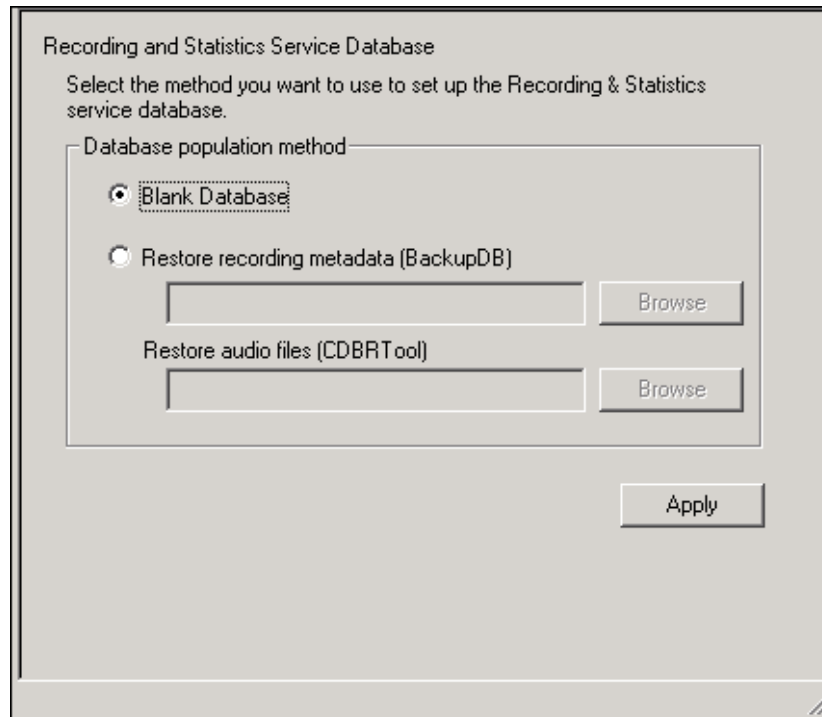 Recording and Statistics Service Database
Select the method you want to use to set up the Recording & Statistics
service database.
Database population method
Blank Database
Restore recording metadata (BackupDB)
Browse
Restore audio files (CDBRTool)
Browse
Apply